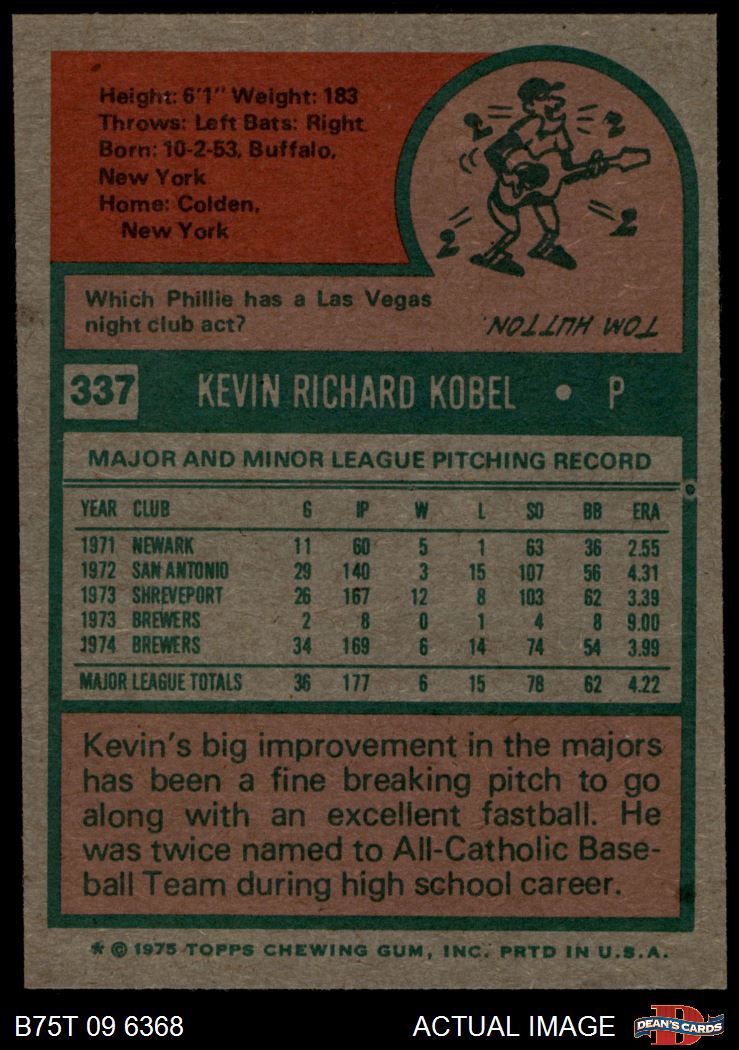 Height: 6'1" Weight: 183
Throws: Left Bats: Right
Born: 10-2-53, Buffalo,
New York
Home: Colden,
New York
2 2
2 2
Which Phillie has a Las Vegas
night club act?
TOM HUTTON.
337 KEVIN RICHARD KOBEL • P
MAJOR AND MINOR LEAGUE PITCHING RECORD
YEAR CLUB G IP W L SO BB ERA
1971 NEWARK 11 60 5 1 63 36 2.55
1972 SAN ANTONIO 29 140 3 15 107 56 4.31
1973 SHREVEPORT 26 167 12 8 103 62 3.39
1973 BREWERS 2 8 0 1 4 8 9.00
1974 BREWERS 34 169 6 14 74 54 3.99
MAJOR LEAGUE TOTALS 36 177 6 15 78 62 4.22
Kevin's big improvement in the majors
has been a fine breaking pitch to go
along with an excellent fastball. He
was twice named to All-Catholic Base-
ball Team during high school career.
* © 1975 TOPPS CHEWING GUM, INC. PRTD IN U.S.A.
B75T 09 6368 ACTUAL IMAGE D DEAN'S CARDS